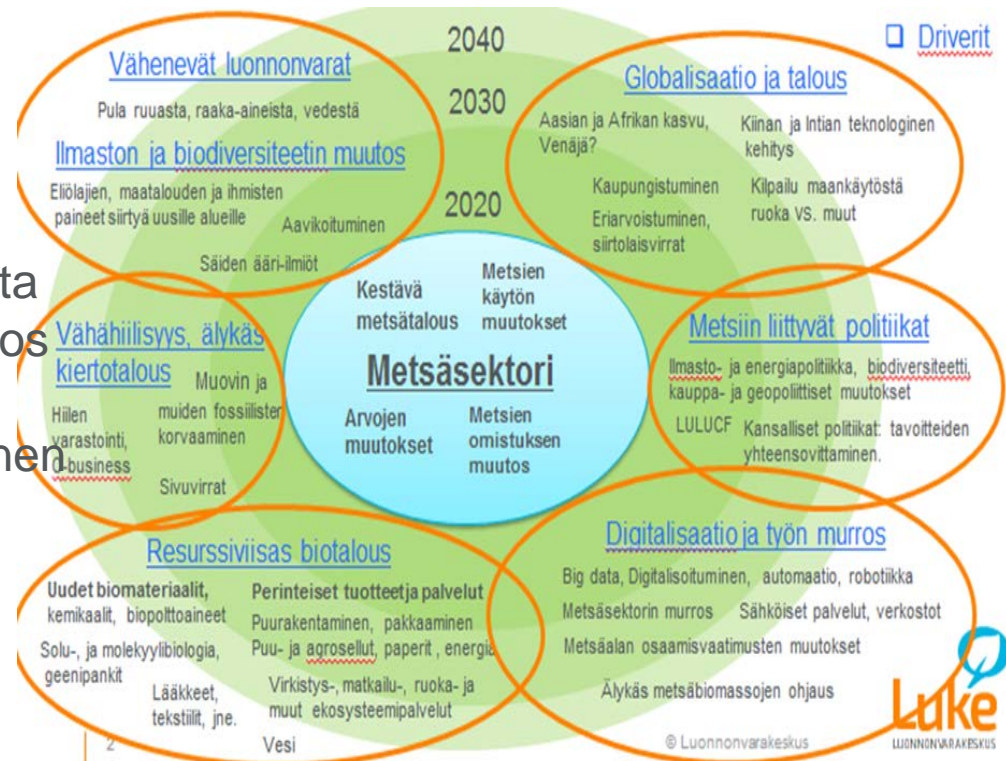 2040
2030
2020
Driverit
Vähenevät luonnonvarat
Pula ruuasta, raaka-aineista, vedestä
Ilmaston ja biodiversiteetin muutos
Eliölajien, maatalouden ja ihmisten
paineet siirtyä uusille alueille
Aavikoituminen
Säiden ääri-ilmiöt
Globalisaatio ja talous
Aasian ja Afrikan kasvu,
Venäjä?
Kiinan ja Intian teknologinen
kehitys
Kaupungistuminen
Kilpailu maankäytöstä
ruoka vs. muut
Eriarvoistuminen,
siirtolaisvirrat
ta
os
nen
Vähähiilisyys, älykäs
kiertotalous
Muovin ja
muiden fossiilisten
korvaaminen
Hiilen
varastointi,
C-business
Sivuvirrat
Kestävä
metsätalous
Metsien
käytön
muutokset
Metsäsektori
Arvojen
muutokset
Metsien
omistuksen
muutos
Metsiin liittyvät politiikat
Ilmasto- ja energiapolitiikka, biodiversiteetti,
kauppa- ja geopoliittiset muutokset
LULUCF
Kansalliset politiikat: tavoitteiden
yhteensovittaminen.
Resurssiviisas biotalous
Uudet biomateriaalit,
kemikaalit, biopolttoaineet
Solu-, ja molekyylibiologia,
geenipankit
Lääkkeet,
tekstiilit, jne.
Perinteiset tuotteet ja palvelut
Puurakentaminen, pakkaaminen
Puu- ja agrosellut, paperit , energia
Virkistys-, matkailu-, ruoka- ja
muut ekosysteemipalvelut
Vesi
Digitalisaatio ja työn murros
Big data, Digitalisoituminen, automaatio, robotiikka
Metsäsektorin murros
Sähköiset palvelut, verkostot
Metsäalan osaamisvaatimusten muutokset
Älykäs metsäbiomassojen ohjaus
2
© Luonnonvarakeskus
Luke
LUONNONVARAKESKUS